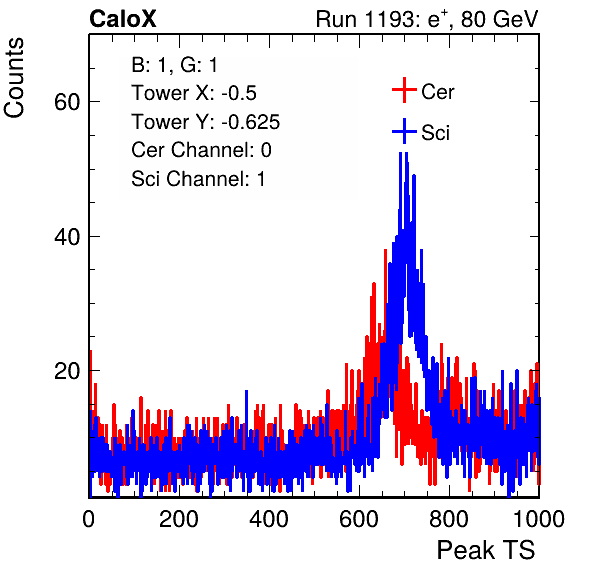 CaloX Run 1193: e⁺, 80 GeV
B: 1, G: 1
Tower X: -0.5
Tower Y: -0.625
Cer Channel: 0
Sci Channel: 1
Cer
Sci
Counts
60
40
20
0 200 400 600 800 1000
Peak TS